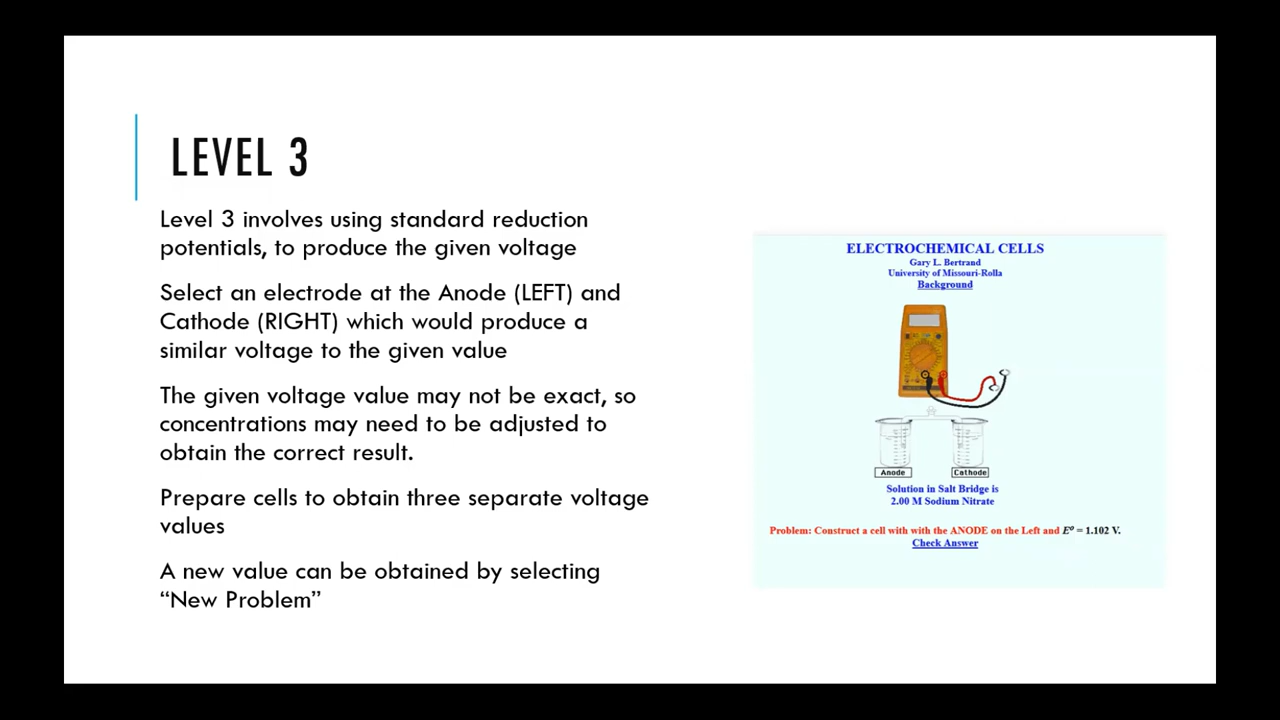 LEVEL 3
Level 3 involves using standard reduction
potentials, to produce the given voltage
Select an electrode at the Anode (LEFT) and
Cathode (RIGHT) which would produce a
similar voltage to the given value
The given voltage value may not be exact, so
concentrations may need to be adjusted to
obtain the correct result.
Prepare cells to obtain three separate voltage
values
A new value can be obtained by selecting
“New Problem”
ELECTROCHEMICAL CELLS
Gary L. Bertrand
University of Missouri-Rolla
Background
Anode
Cathode
Solution in Salt Bridge is
2.00 M Sodium Nitrate
Problem: Construct a cell with with the ANODE on the Left and E° = 1.102 V.
Check Answer